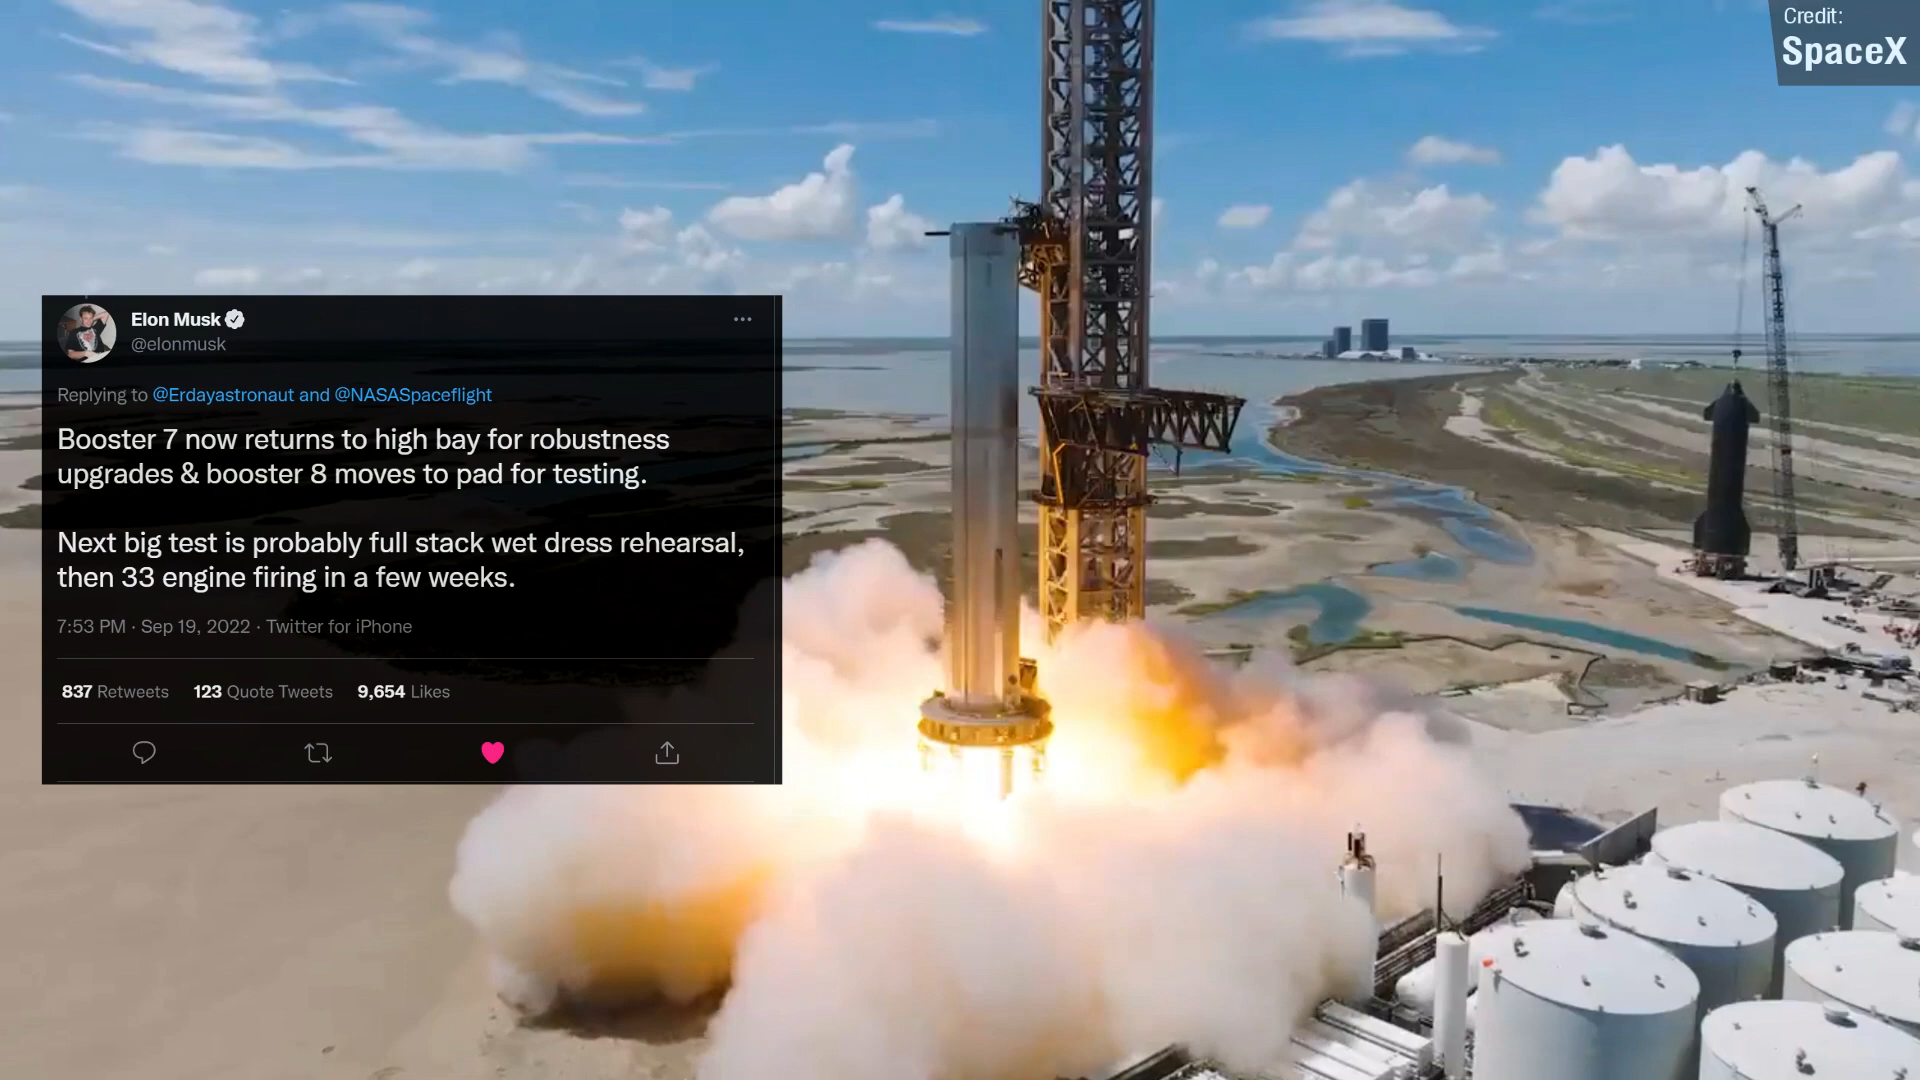 Credit:
SpaceX
Elon Musk
@elonmusk
Replying to @Erdayastronaut and @NASASpaceflight
Booster 7 now returns to high bay for robustness
upgrades & booster 8 moves to pad for testing.
Next big test is probably full stack wet dress rehearsal,
then 33 engine firing in a few weeks.
7:53 PM · Sep 19, 2022 · Twitter for iPhone
837 Retweets 123 Quote Tweets 9,654 Likes